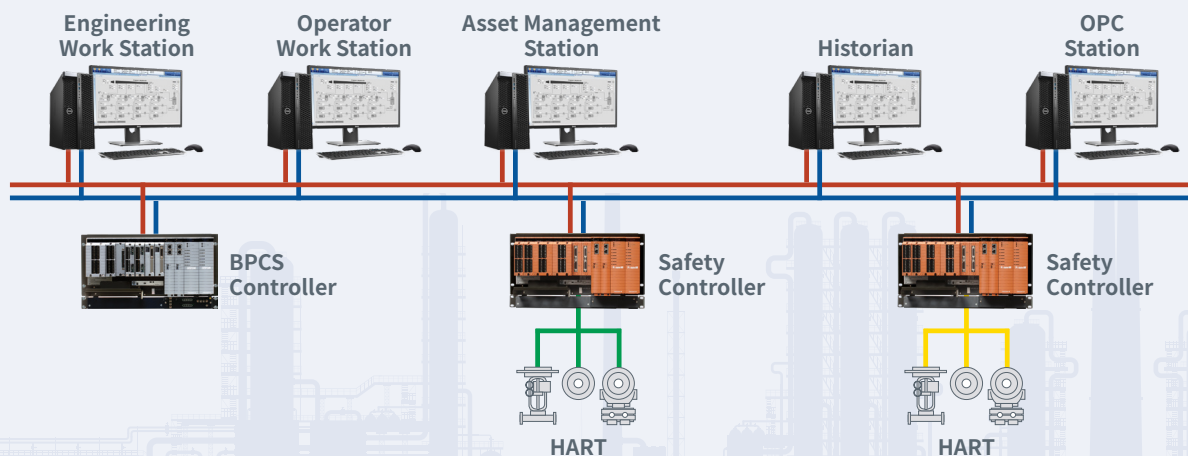 Engineering
Work Station
Operator
Work Station
Asset Management
Station
Historian
OPC
Station
BPCS
Controller
Safety
Controller
Safety
Controller
HART
HART